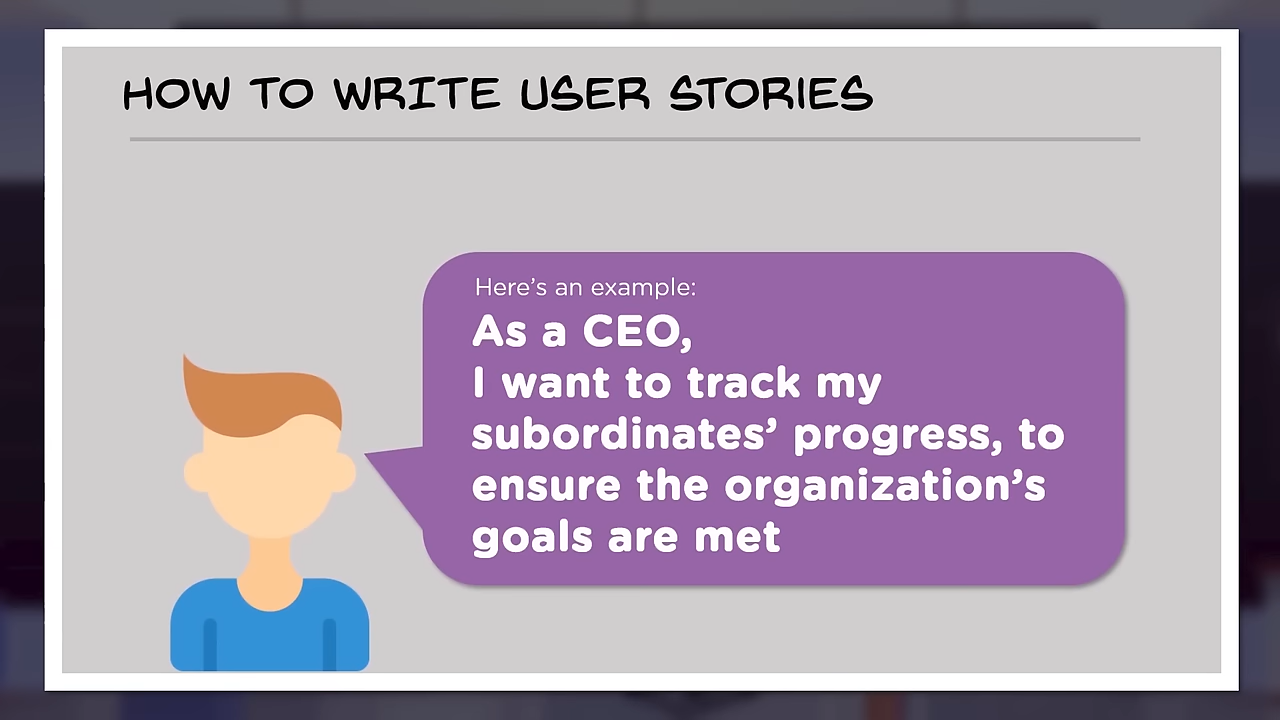 HOW TO WRITE USER STORIES
Here's an example:
As a CEO,
I want to track my
subordinates' progress, to
ensure the organization's
goals are met